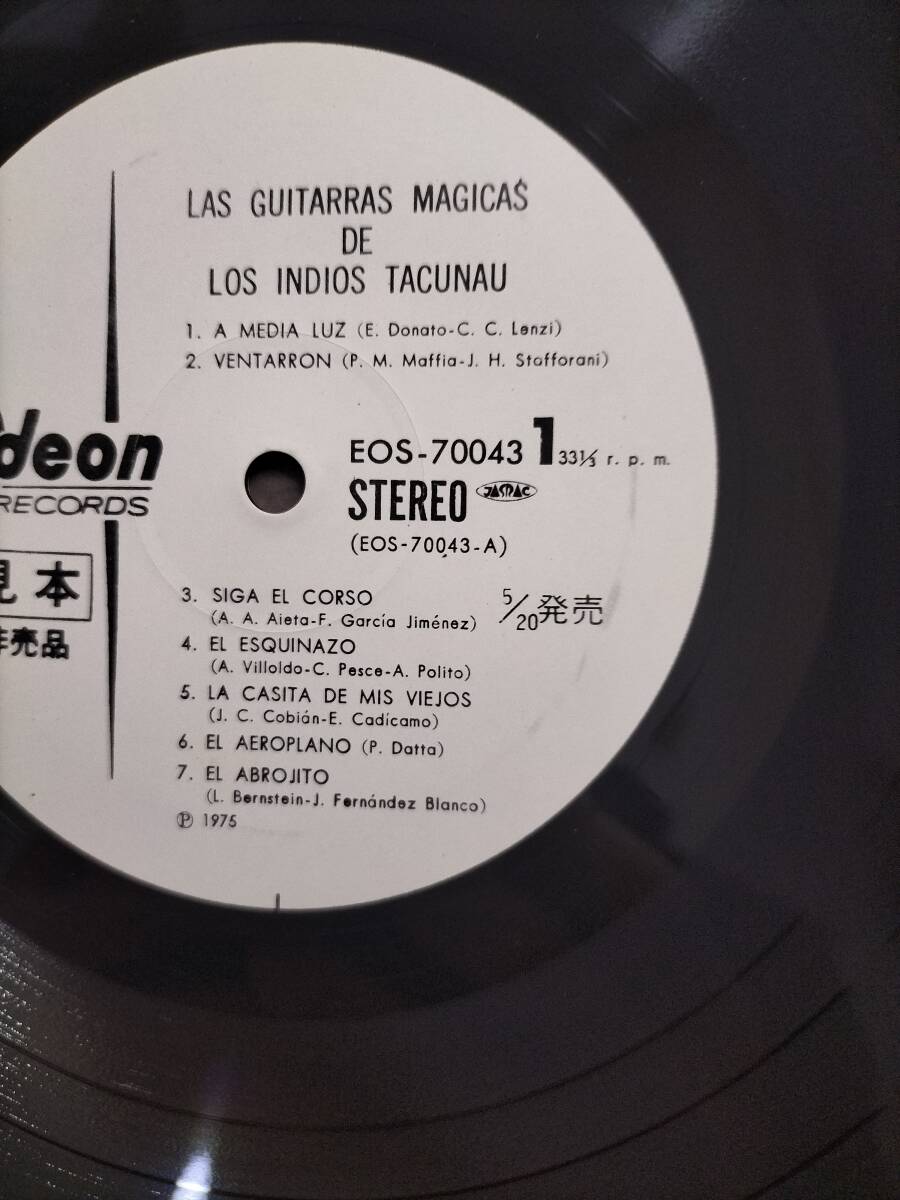 LAS GUITARRAS MAGICAS
DE
LOS INDIOS TACUNAU
1. A MEDIA LUZ (E. Donato-C. C. Lenzi)
2. VENTARRON (P. M. Maffia-J. H. Stafforani)
Odeon
RECORDS
見本
非売品
EOS-70043 1 33⅓ r. p. m.
STEREO JASRAC
(EOS-70043-A)
3. SIGA EL CORSO
(A. A. Aieta-F. García Jiménez)
5/20発売
4. EL ESQUINAZO
(A. Villoldo-C. Pesce-A. Polito)
5. LA CASITA DE MIS VIEJOS
(J. C. Cobián-E. Cadícamo)
6. EL AEROPLANO (P. Datta)
7. EL ABROJITO
(L. Bernstein-J. Fernández Blanco)
Ⓟ 1975